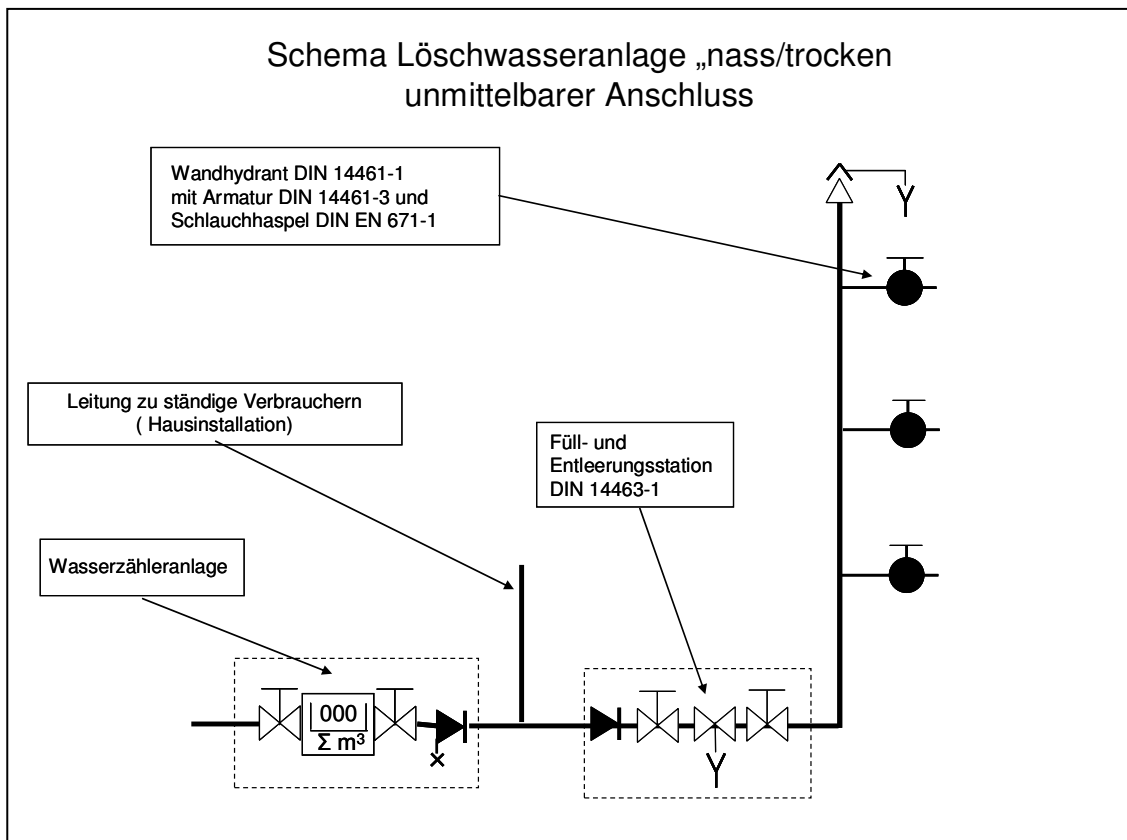 Schema Löschwasseranlage „nass/trocken
unmittelbarer Anschluss
Wandhydrant DIN 14461-1
mit Armatur DIN 14461-3 und
Schlauchhaspel DIN EN 671-1
Leitung zu ständige Verbrauchern
( Hausinstallation)
Füll- und
Entleerungsstation
DIN 14463-1
Wasserzähleranlage
000
Σ m³